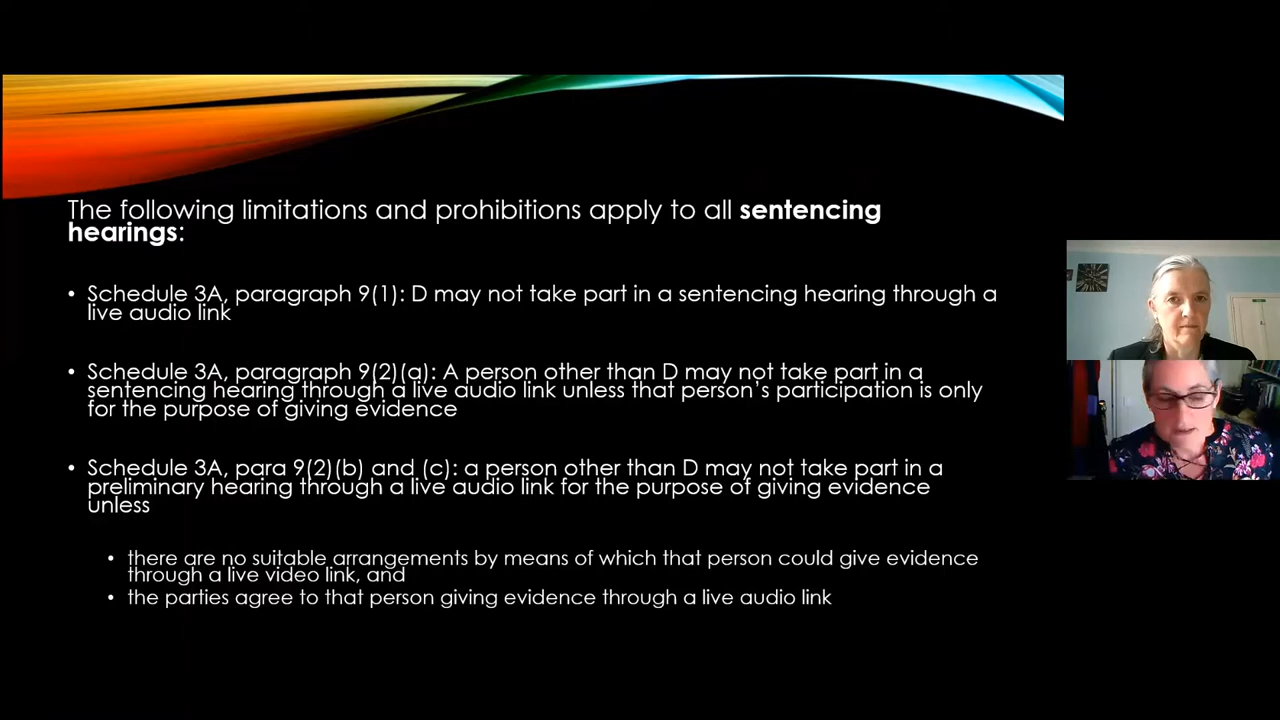 The following limitations and prohibitions apply to all sentencing
hearings:
• Schedule 3A, paragraph 9(1): D may not take part in a sentencing hearing through a
live audio link
• Schedule 3A, paragraph 9(2)(a): A person other than D may not take part in a
sentencing hearing through a live audio link unless that person's participation is only
for the purpose of giving evidence
• Schedule 3A, para 9(2)(b) and (c): a person other than D may not take part in a
preliminary hearing through a live audio link for the purpose of giving evidence
unless
• there are no suitable arrangements by means of which that person could give evidence
through a live video link, and
• the parties agree to that person giving evidence through a live audio link